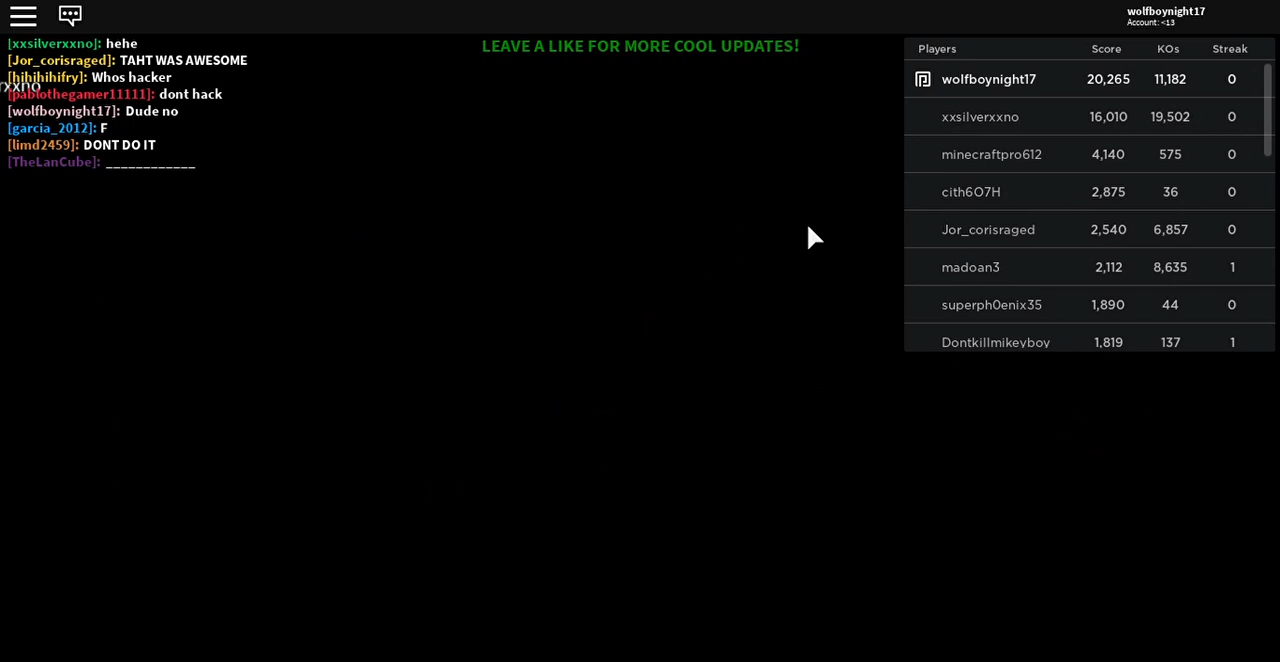 wolfboynight17
Account: <13
[xxsilverxxno]: hehe
[Jor_corisraged]: TAHT WAS AWESOME
[hihihihifry]: Whos hacker
rxxno
[pablothegamer11111]: dont hack
[wolfboynight17]: Dude no
[garcia_2012]: F
[limd2459]: DONT DO IT
[TheLanCube]: ____________
LEAVE A LIKE FOR MORE COOL UPDATES!
Players Score KOs Streak
wolfboynight17 20,265 11,182 0
xxsilverxxno 16,010 19,502 0
minecraftpro612 4,140 575 0
cith6O7H 2,875 36 0
Jor_corisraged 2,540 6,857 0
madoan3 2,112 8,635 1
superph0enix35 1,890 44 0
Dontkillmikeyboy 1,819 137 1